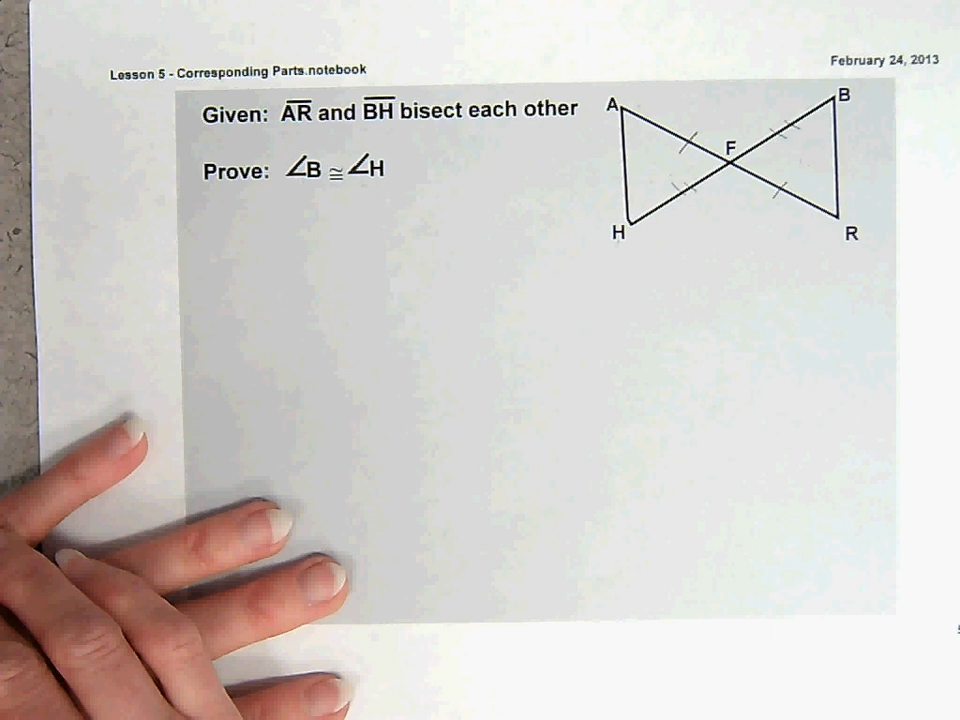 Lesson 5 - Corresponding Parts.notebook
February 24, 2013
Given: AR and BH bisect each other
Prove: ∠B ≅ ∠H
A
B
F
H
R